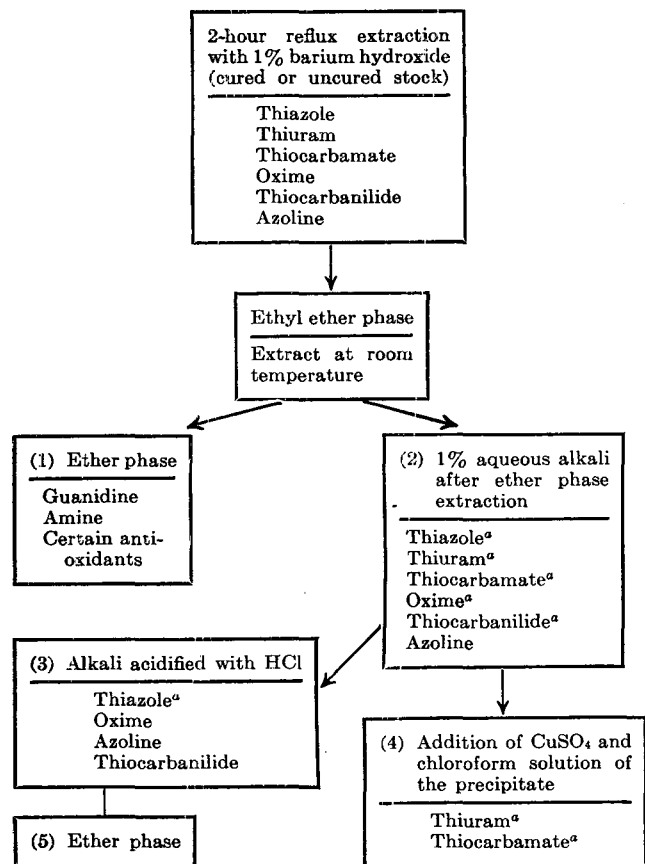 2-hour reflux extraction
with 1% barium hydroxide
(cured or uncured stock)
Thiazole
Thiuram
Thiocarbamate
Oxime
Thiocarbanilide
Azoline
Ethyl ether phase
Extract at room
temperature
(1) Ether phase
Guanidine
Amine
Certain anti-
oxidants
(2) 1% aqueous alkali
after ether phase
extraction
Thiazoleᵃ
Thiuramᵃ
Thiocarbamateᵃ
Oximeᵃ
Thiocarbanilideᵃ
Azoline
(3) Alkali acidified with HCl
Thiazoleᵃ
Oxime
Azoline
Thiocarbanilide
(4) Addition of CuSO₄ and
chloroform solution of
the precipitate
Thiuramᵃ
Thiocarbamateᵃ
(5) Ether phase